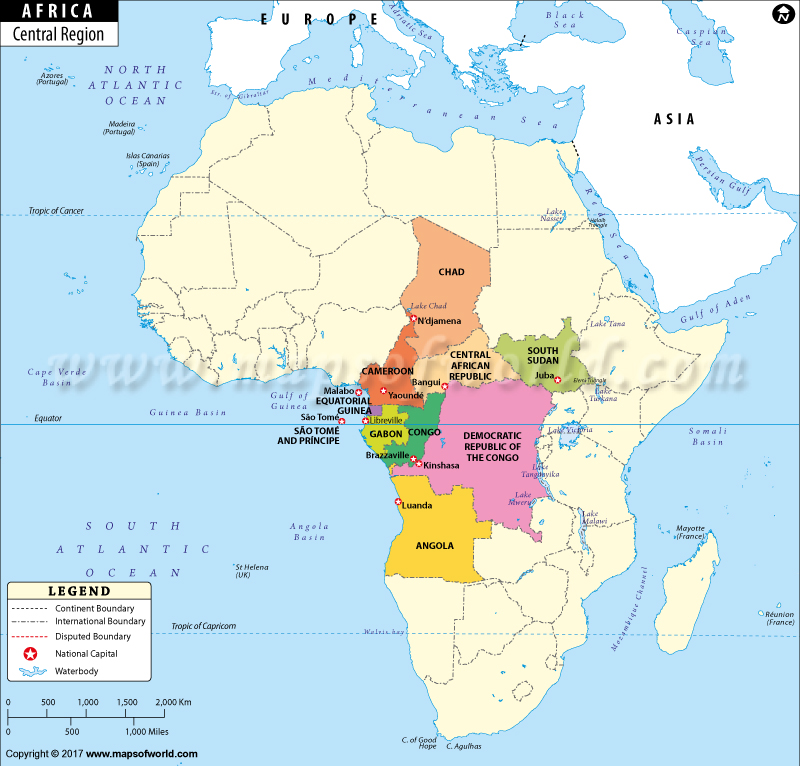 AFRICA
Central Region
EUROPE
Black
Sea
Caspian
Sea
Adriatic Sea
NORTH
ATLANTIC
OCEAN
Azores
(Portugal)
Str. of Gibraltar
Mediterranean Sea
ASIA
Madeira
(Portugal)
Islas Canarias
(Spain)
Persian Gulf
Tropic of Cancer
Lake
Nasser
Halaib
Triangle
Red Sea
CHAD
Lake Chad
N'djamena
Gulf of Aden
Lake Tana
www.mapsofworld.com
Cape Verde
Basin
CAMEROON
CENTRAL
AFRICAN
REPUBLIC
SOUTH
SUDAN
Juba
Elemi Triangle
Lake
Turkana
Bangui
Malabo
Yaoundé
Gulf of
Guinea
EQUATORIAL
GUINEA
Guinea Basin
Equator
São Tomé
SÃO TOMÉ
AND PRÍNCIPE
Libreville
GABON
CONGO
DEMOCRATIC
REPUBLIC OF
THE CONGO
Lake Victoria
Somali
Basin
Brazzaville
Kinshasa
Lake
Tanganyika
Lake
Mweru
Luanda
Lake
Malawi
SOUTH
ATLANTIC
OCEAN
Angola
Basin
ANGOLA
Mayotte
(France)
St Helena
(UK)
Mozambique Channel
Réunion
(France)
Tropic of Capricorn
Walvis bay
LEGEND
Continent Boundary
International Boundary
Disputed Boundary
National Capital
Waterbody
0 500 1,000 1,500 2,000 Km
0 500 1,000 Miles
C. of Good
Hope
C. Agulhas
Copyright © 2017 www.mapsofworld.com
N